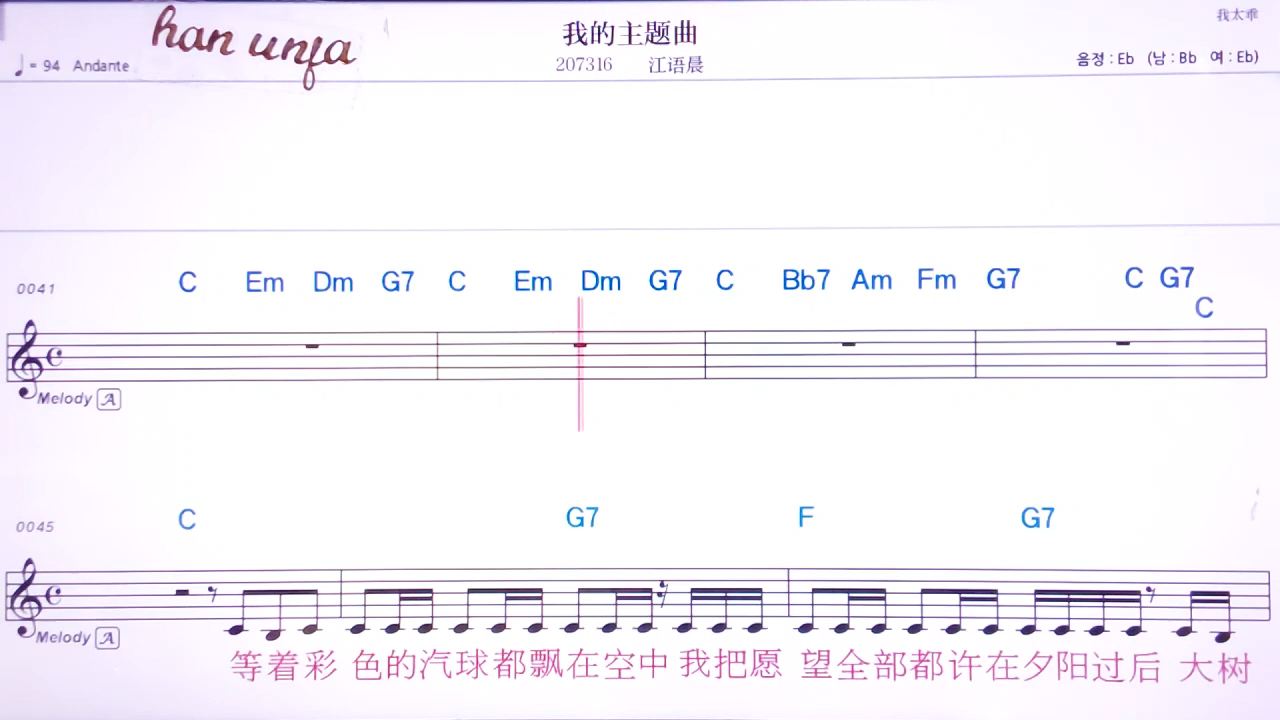 han unfa
我的主题曲
我太乖
♩= 94 Andante
207316 江语晨
음정 : Eb (남 : Bb 여 : Eb)
0041 C Em Dm G7 C Em Dm G7 C Bb7 Am Fm G7 C G7
C
Melody A
0045 C G7 F G7
Melody A
等着彩 色的汽球都飘在空中 我把愿 望全部都许在夕阳过后 大树